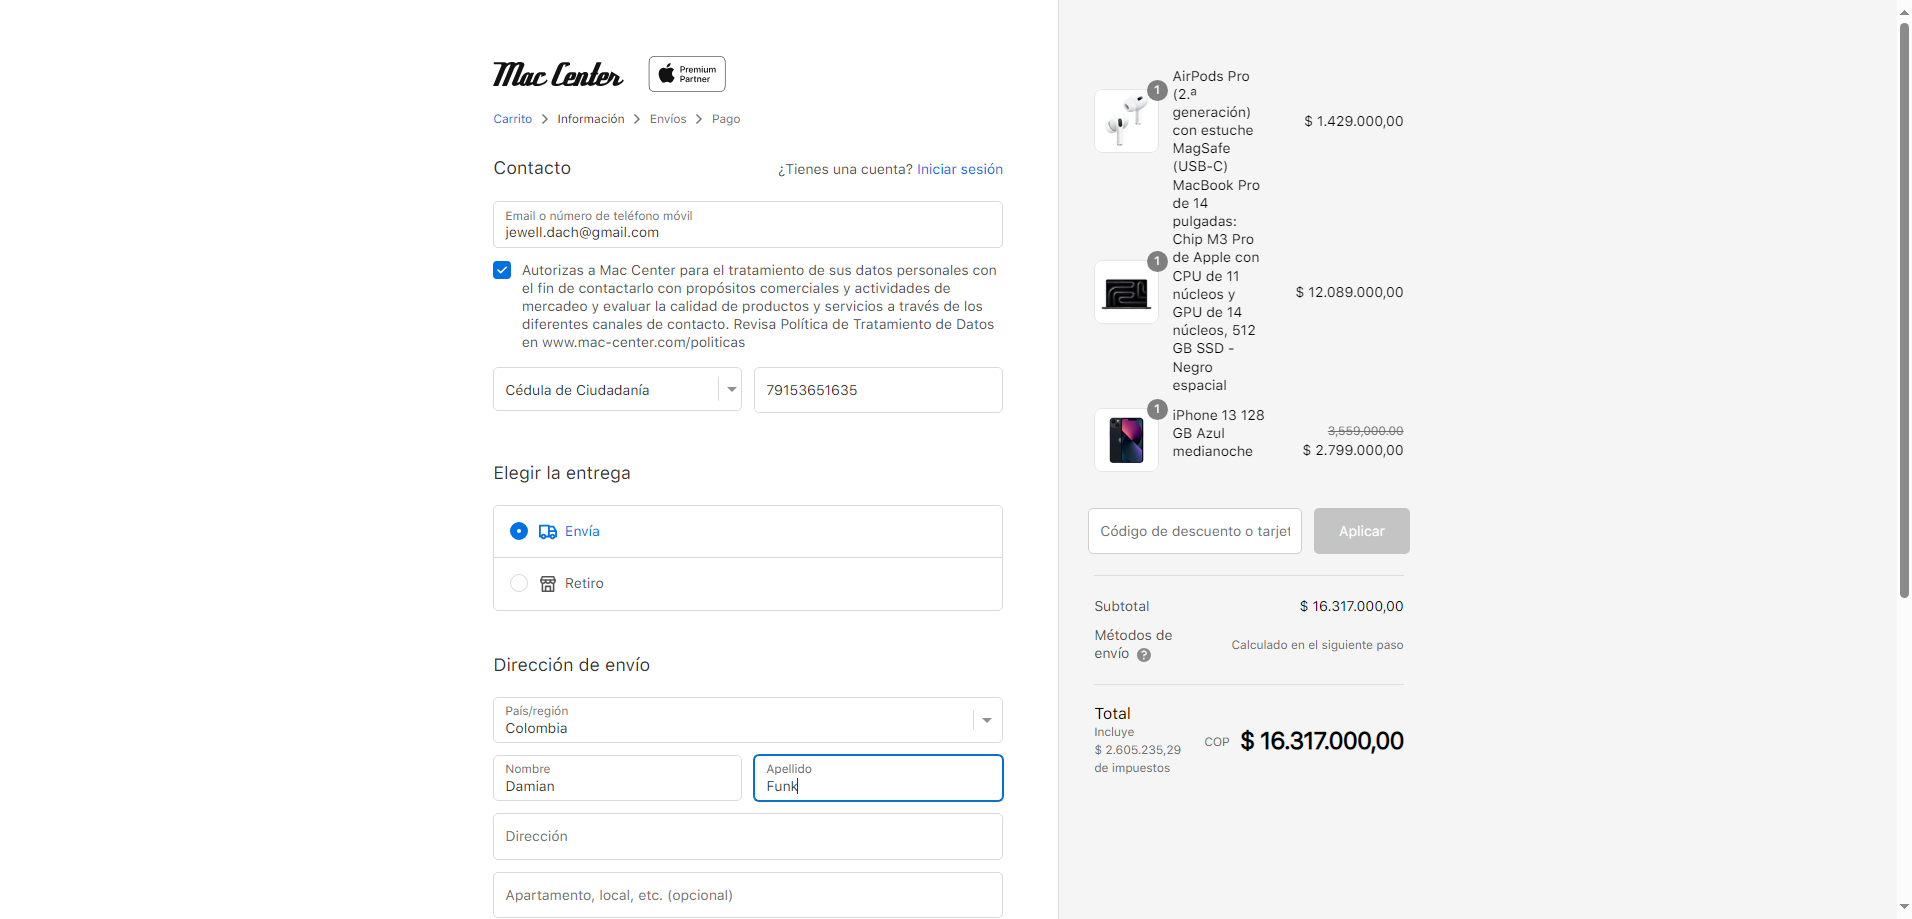 Mac Center
Premium
Partner
Carrito > Información > Envíos > Pago
Contacto
¿Tienes una cuenta? Iniciar sesión
Email o número de teléfono móvil
jewell.dach@gmail.com
Autorizas a Mac Center para el tratamiento de sus datos personales con
el fin de contactarlo con propósitos comerciales y actividades de
mercadeo y evaluar la calidad de productos y servicios a través de los
diferentes canales de contacto. Revisa Política de Tratamiento de Datos
en www.mac-center.com/politicas
Cédula de Ciudadanía
79153651635
Elegir la entrega
Envía
Retiro
Dirección de envío
País/región
Colombia
Nombre
Damian
Apellido
Funk
Dirección
Apartamento, local, etc. (opcional)
1
AirPods Pro
(2.ª
generación)
con estuche
MagSafe
(USB-C)
$ 1.429.000,00
1
MacBook Pro
de 14
pulgadas:
Chip M3 Pro
de Apple con
CPU de 11
núcleos y
GPU de 14
núcleos, 512
GB SSD -
Negro
espacial
$ 12.089.000,00
1
iPhone 13 128
GB Azul
medianoche
3,559,000.00
$ 2.799.000,00
Código de descuento o tarjet
Aplicar
Subtotal
$ 16.317.000,00
Métodos de
envío ?
Calculado en el siguiente paso
Total
Incluye
$ 2.605.235,29
de impuestos
COP $ 16.317.000,00